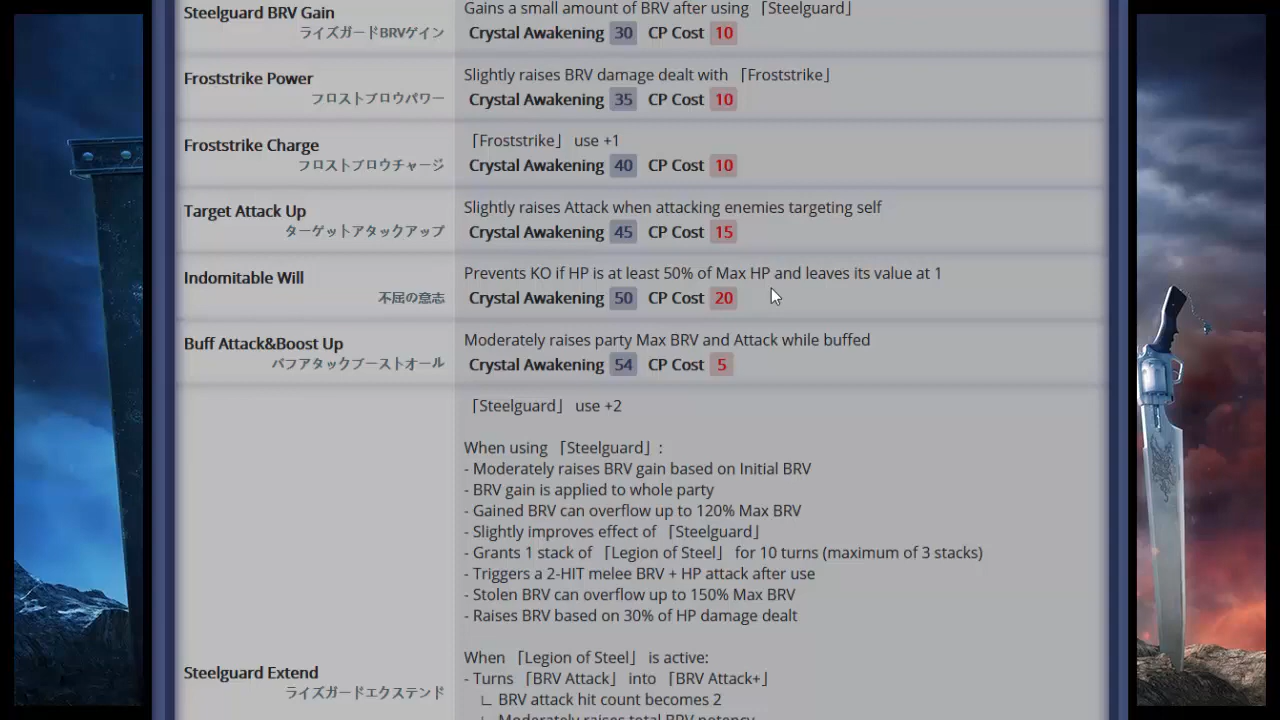 Steelguard BRV Gain
ライズガードBRVゲイン
Gains a small amount of BRV after using 「Steelguard」
Crystal Awakening 30 CP Cost 10
Froststrike Power
フロストブロウパワー
Slightly raises BRV damage dealt with 「Froststrike」
Crystal Awakening 35 CP Cost 10
Froststrike Charge
フロストブロウチャージ
「Froststrike」 use +1
Crystal Awakening 40 CP Cost 10
Target Attack Up
ターゲットアタックアップ
Slightly raises Attack when attacking enemies targeting self
Crystal Awakening 45 CP Cost 15
Indomitable Will
不屈の意志
Prevents KO if HP is at least 50% of Max HP and leaves its value at 1
Crystal Awakening 50 CP Cost 20
Buff Attack&Boost Up
バフアタックブーストオール
Moderately raises party Max BRV and Attack while buffed
Crystal Awakening 54 CP Cost 5
Steelguard Extend
ライズガードエクステンド
「Steelguard」 use +2
When using 「Steelguard」 :
- Moderately raises BRV gain based on Initial BRV
- BRV gain is applied to whole party
- Gained BRV can overflow up to 120% Max BRV
- Slightly improves effect of 「Steelguard」
- Grants 1 stack of 「Legion of Steel」 for 10 turns (maximum of 3 stacks)
- Triggers a 2-HIT melee BRV + HP attack after use
- Stolen BRV can overflow up to 150% Max BRV
- Raises BRV based on 30% of HP damage dealt
When 「Legion of Steel」 is active:
- Turns 「BRV Attack」 into 「BRV Attack+」
∟ BRV attack hit count becomes 2
∟ Moderately raises total BRV potency